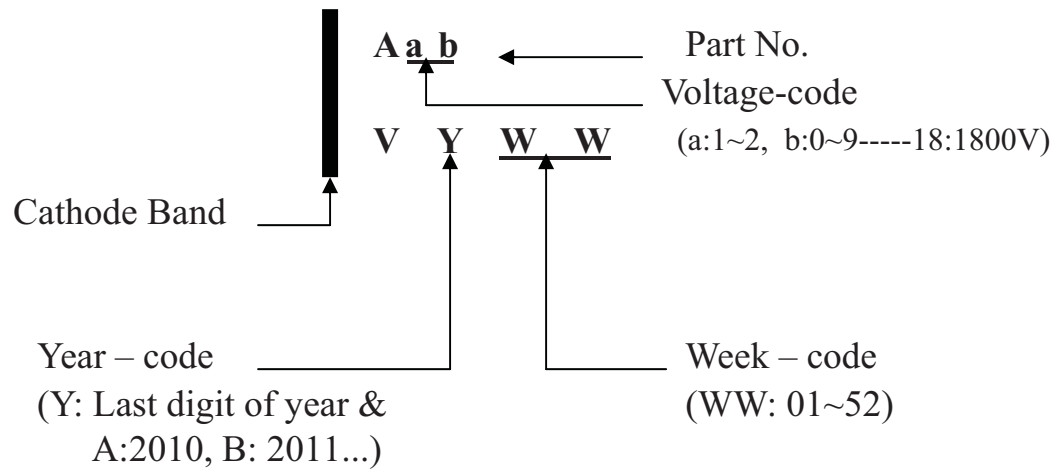 A a b Part No.
Voltage-code
V Y W W (a:1~2, b:0~9-----18:1800V)
Cathode Band
Year – code Week – code
(Y: Last digit of year & (WW: 01~52)
A:2010, B: 2011...)